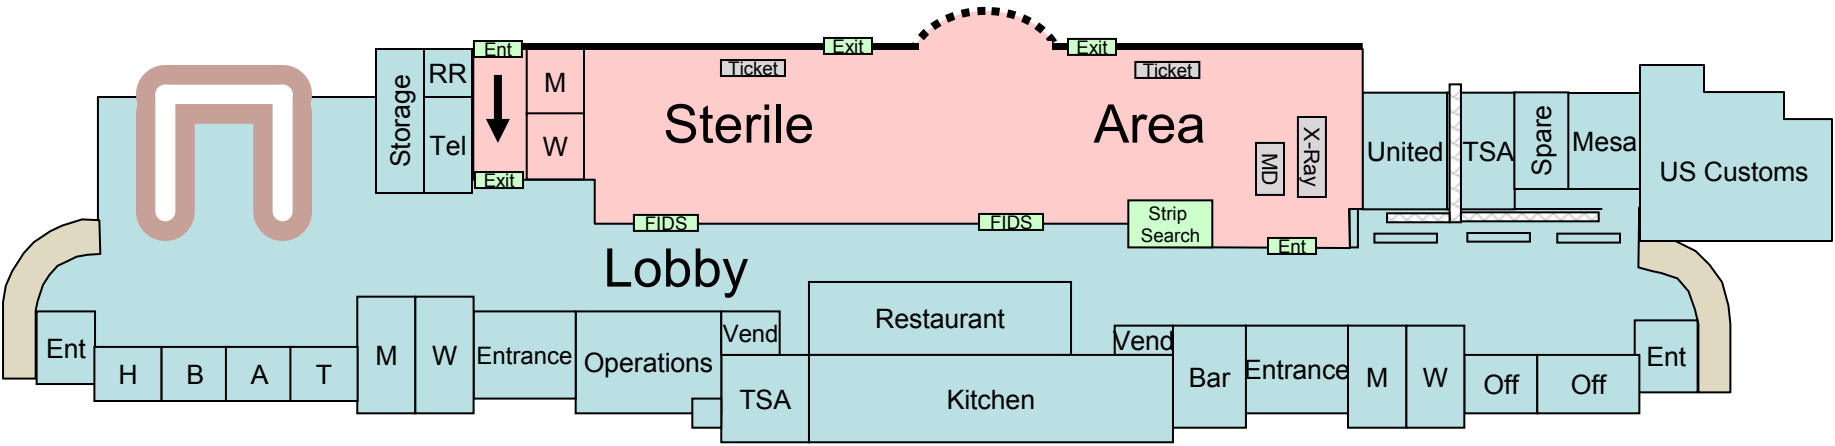 Ent
Exit
Exit
RR
Ticket
Ticket
M
Storage
Sterile
Area
Tel
W
X-Ray
MD
United
TSA
Spare
Mesa
US Customs
Exit
FIDS
FIDS
Strip
Search
Ent
Lobby
Restaurant
Vend
Vend
Ent
M
W
Entrance
Operations
Bar
Entrance
M
W
Ent
H
B
A
T
TSA
Kitchen
Off
Off